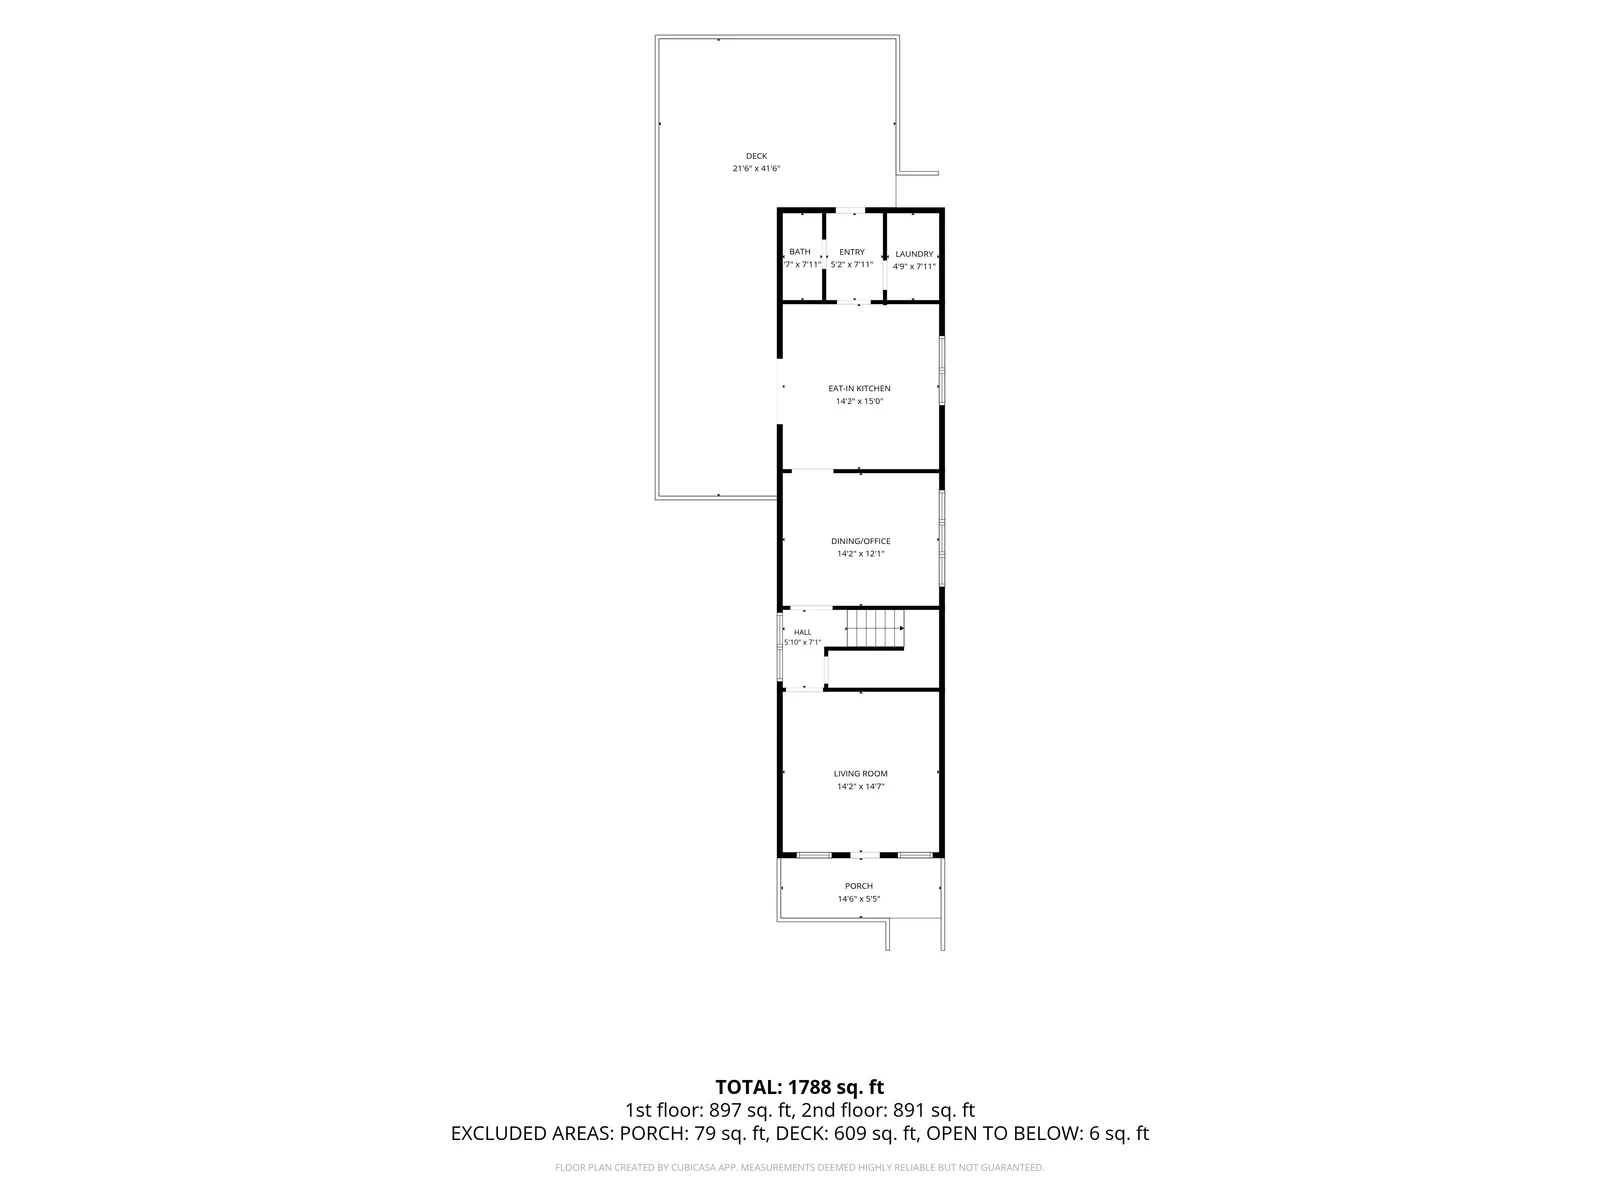 DECK
21'6" x 41'6"
BATH
'7" x 7'11"
ENTRY
5'2" x 7'11"
LAUNDRY
4'9" x 7'11"
EAT-IN KITCHEN
14'2" x 15'0"
DINING/OFFICE
14'2" x 12'1"
HALL
5'10" x 7'1"
LIVING ROOM
14'2" x 14'7"
PORCH
14'6" x 5'5"
TOTAL: 1788 sq. ft
1st floor: 897 sq. ft, 2nd floor: 891 sq. ft
EXCLUDED AREAS: PORCH: 79 sq. ft, DECK: 609 sq. ft, OPEN TO BELOW: 6 sq. ft
FLOOR PLAN CREATED BY CUBICASA APP. MEASUREMENTS DEEMED HIGHLY RELIABLE BUT NOT GUARANTEED.